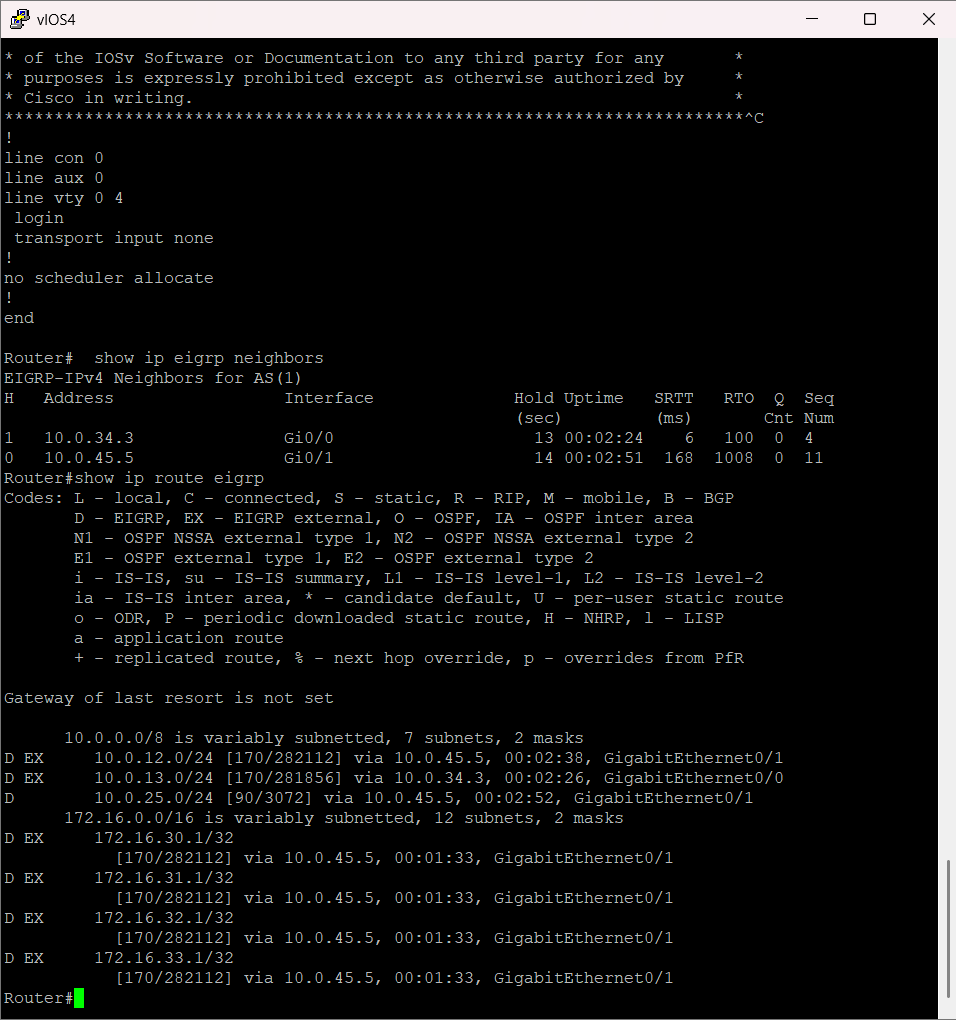 vIOS4
* of the IOSv Software or Documentation to any third party for any       *
* purposes is expressly prohibited except as otherwise authorized by     *
* Cisco in writing.                                                      *
**************************************************************************^C
!
line con 0
line aux 0
line vty 0 4
 login
 transport input none
!
no scheduler allocate
!
end

Router#  show ip eigrp neighbors
EIGRP-IPv4 Neighbors for AS(1)
H   Address                 Interface              Hold Uptime   SRTT   RTO  Q  Seq
                                                   (sec)         (ms)       Cnt Num
1   10.0.34.3               Gi0/0                    13 00:02:24    6   100  0  4
0   10.0.45.5               Gi0/1                    14 00:02:51  168  1008  0  11
Router#show ip route eigrp
Codes: L - local, C - connected, S - static, R - RIP, M - mobile, B - BGP
       D - EIGRP, EX - EIGRP external, O - OSPF, IA - OSPF inter area
       N1 - OSPF NSSA external type 1, N2 - OSPF NSSA external type 2
       E1 - OSPF external type 1, E2 - OSPF external type 2
       i - IS-IS, su - IS-IS summary, L1 - IS-IS level-1, L2 - IS-IS level-2
       ia - IS-IS inter area, * - candidate default, U - per-user static route
       o - ODR, P - periodic downloaded static route, H - NHRP, l - LISP
       a - application route
       + - replicated route, % - next hop override, p - overrides from PfR

Gateway of last resort is not set

      10.0.0.0/8 is variably subnetted, 7 subnets, 2 masks
D EX     10.0.12.0/24 [170/282112] via 10.0.45.5, 00:02:38, GigabitEthernet0/1
D EX     10.0.13.0/24 [170/281856] via 10.0.34.3, 00:02:26, GigabitEthernet0/0
D        10.0.25.0/24 [90/3072] via 10.0.45.5, 00:02:52, GigabitEthernet0/1
      172.16.0.0/16 is variably subnetted, 12 subnets, 2 masks
D EX     172.16.30.1/32
           [170/282112] via 10.0.45.5, 00:01:33, GigabitEthernet0/1
D EX     172.16.31.1/32
           [170/282112] via 10.0.45.5, 00:01:33, GigabitEthernet0/1
D EX     172.16.32.1/32
           [170/282112] via 10.0.45.5, 00:01:33, GigabitEthernet0/1
D EX     172.16.33.1/32
           [170/282112] via 10.0.45.5, 00:01:33, GigabitEthernet0/1
Router#